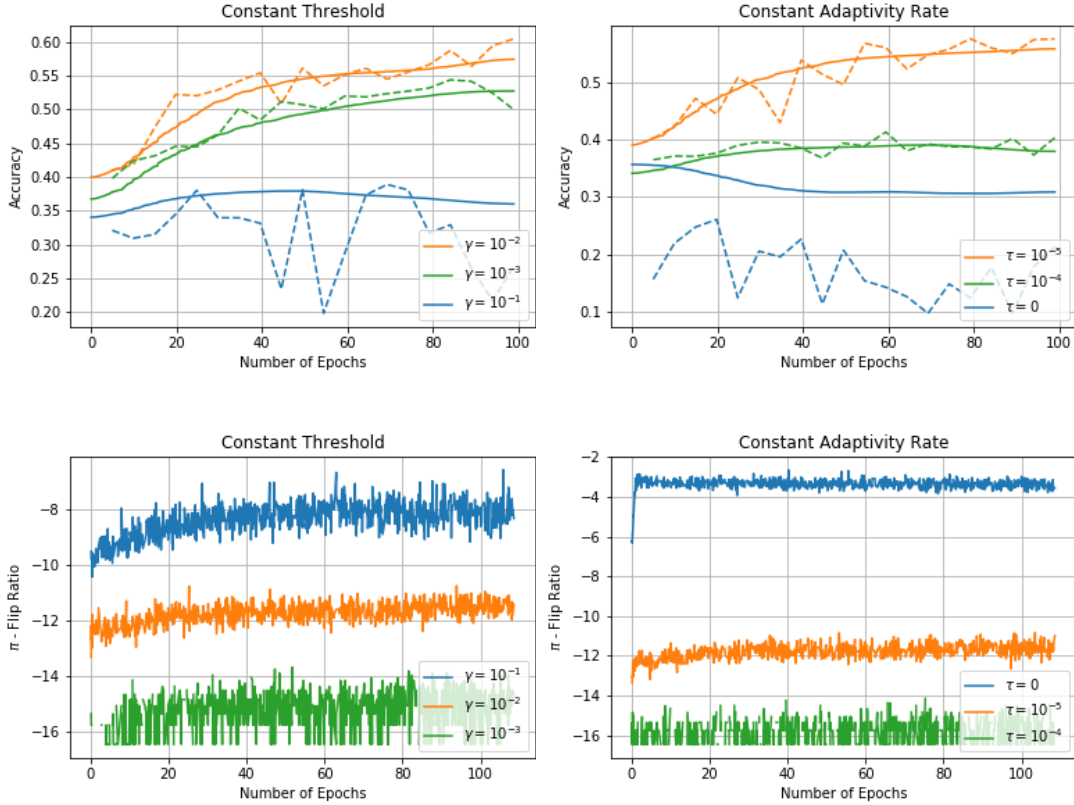 Constant Threshold
0.60
0.55
0.50
0.45
0.40
0.35
0.30
0.25
0.20
Accuracy
0 20 40 60 80 100
Number of Epochs
γ = 10⁻²
γ = 10⁻³
γ = 10⁻¹
Constant Adaptivity Rate
0.5
0.4
0.3
0.2
0.1
Accuracy
0 20 40 60 80 100
Number of Epochs
τ = 10⁻⁵
τ = 10⁻⁴
τ = 0
Constant Threshold
−8
−10
−12
−14
−16
π - Flip Ratio
0 20 40 60 80 100
Number of Epochs
γ = 10⁻¹
γ = 10⁻²
γ = 10⁻³
Constant Adaptivity Rate
−2
−4
−6
−8
−10
−12
−14
−16
π - Flip Ratio
0 20 40 60 80 100
Number of Epochs
τ = 0
τ = 10⁻⁵
τ = 10⁻⁴